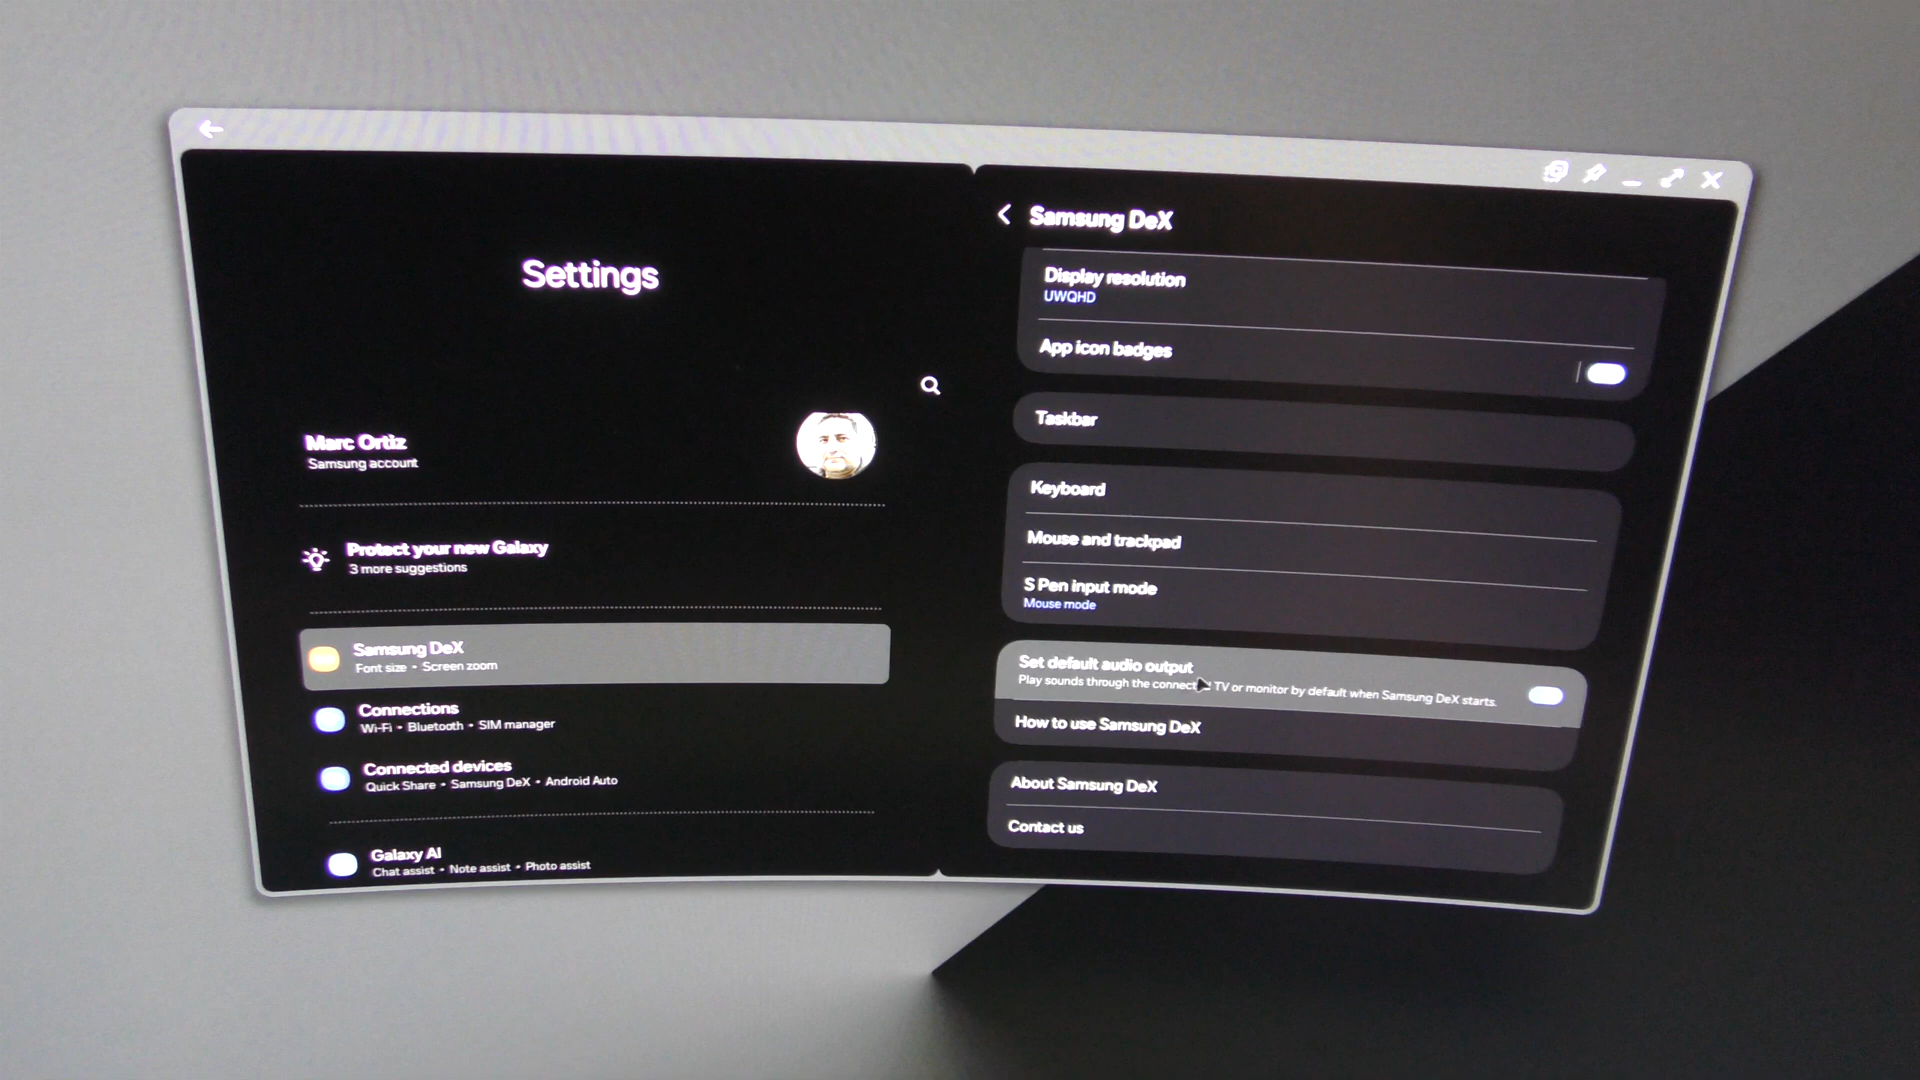 Settings
Marc Ortiz
Samsung account
Protect your new Galaxy
3 more suggestions
Samsung DeX
Font size • Screen zoom
Connections
Wi-Fi • Bluetooth • SIM manager
Connected devices
Quick Share • Samsung DeX • Android Auto
Galaxy AI
Chat assist • Note assist • Photo assist
Samsung DeX
Display resolution
UWQHD
App icon badges
Taskbar
Keyboard
Mouse and trackpad
S Pen input mode
Mouse mode
Set default audio output
Play sounds through the connect TV or monitor by default when Samsung DeX starts.
How to use Samsung DeX
About Samsung DeX
Contact us